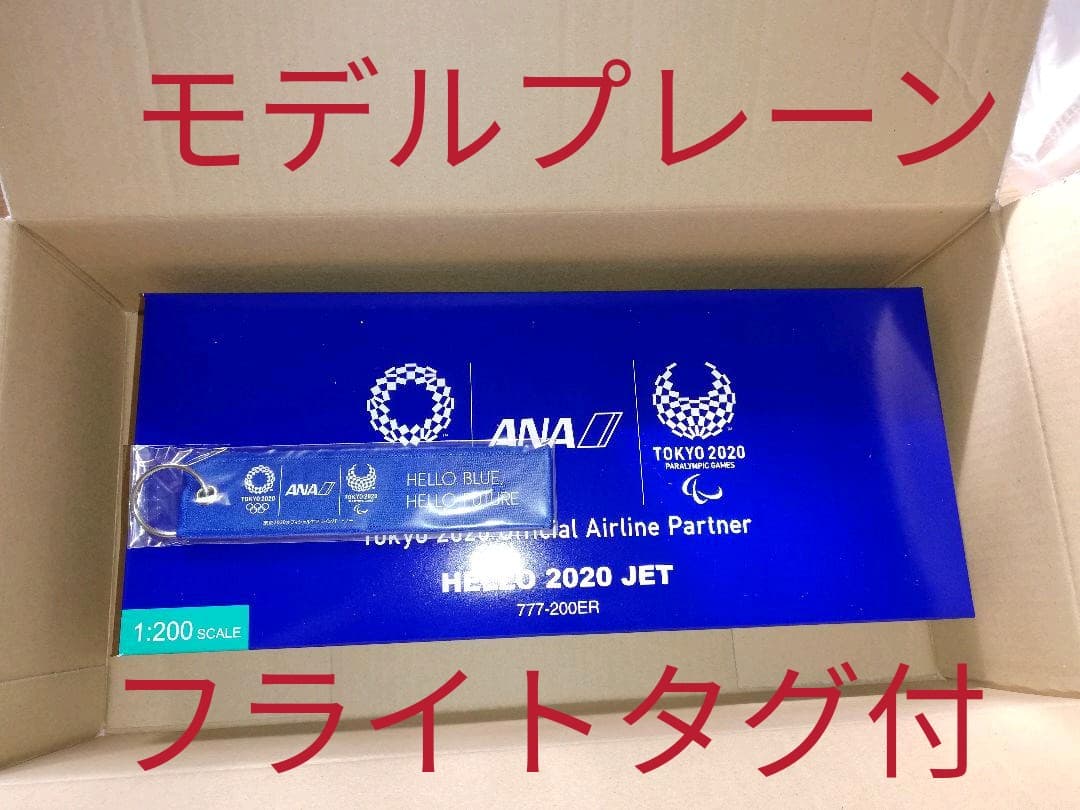 モデルプレーン
ANA
TOKYO 2020
PARALYMPIC GAMES
TOKYO 2020
ANA
TOKYO 2020
HELLO BLUE,
HELLO FUTURE
Tokyo 2020 Official Airline Partner
HELLO 2020 JET
777-200ER
1:200 SCALE
フライトタグ付